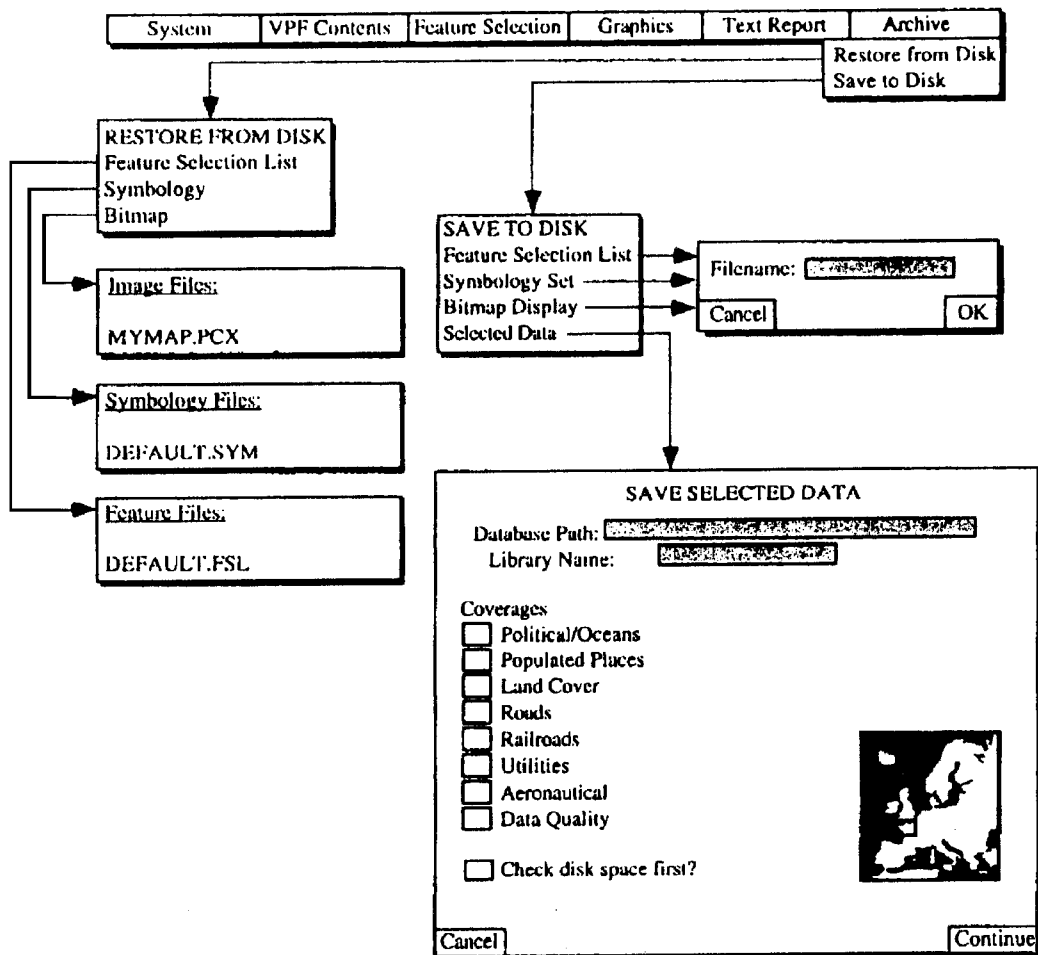 System VPF Contents Feature Selection Graphics Text Report Archive
Restore from Disk
Save to Disk
RESTORE FROM DISK
Feature Selection List
Symbology
Bitmap
Image Files:
MYMAP.PCX
Symbology Files:
DEFAULT.SYM
Feature Files:
DEFAULT.FSL
SAVE TO DISK
Feature Selection List
Symbology Set
Bitmap Display
Selected Data
Filename:
Cancel OK
SAVE SELECTED DATA
Database Path:
Library Name:
Coverages
Political/Oceans
Populated Places
Land Cover
Roads
Railroads
Utilities
Aeronautical
Data Quality
Check disk space first?
Cancel Continue